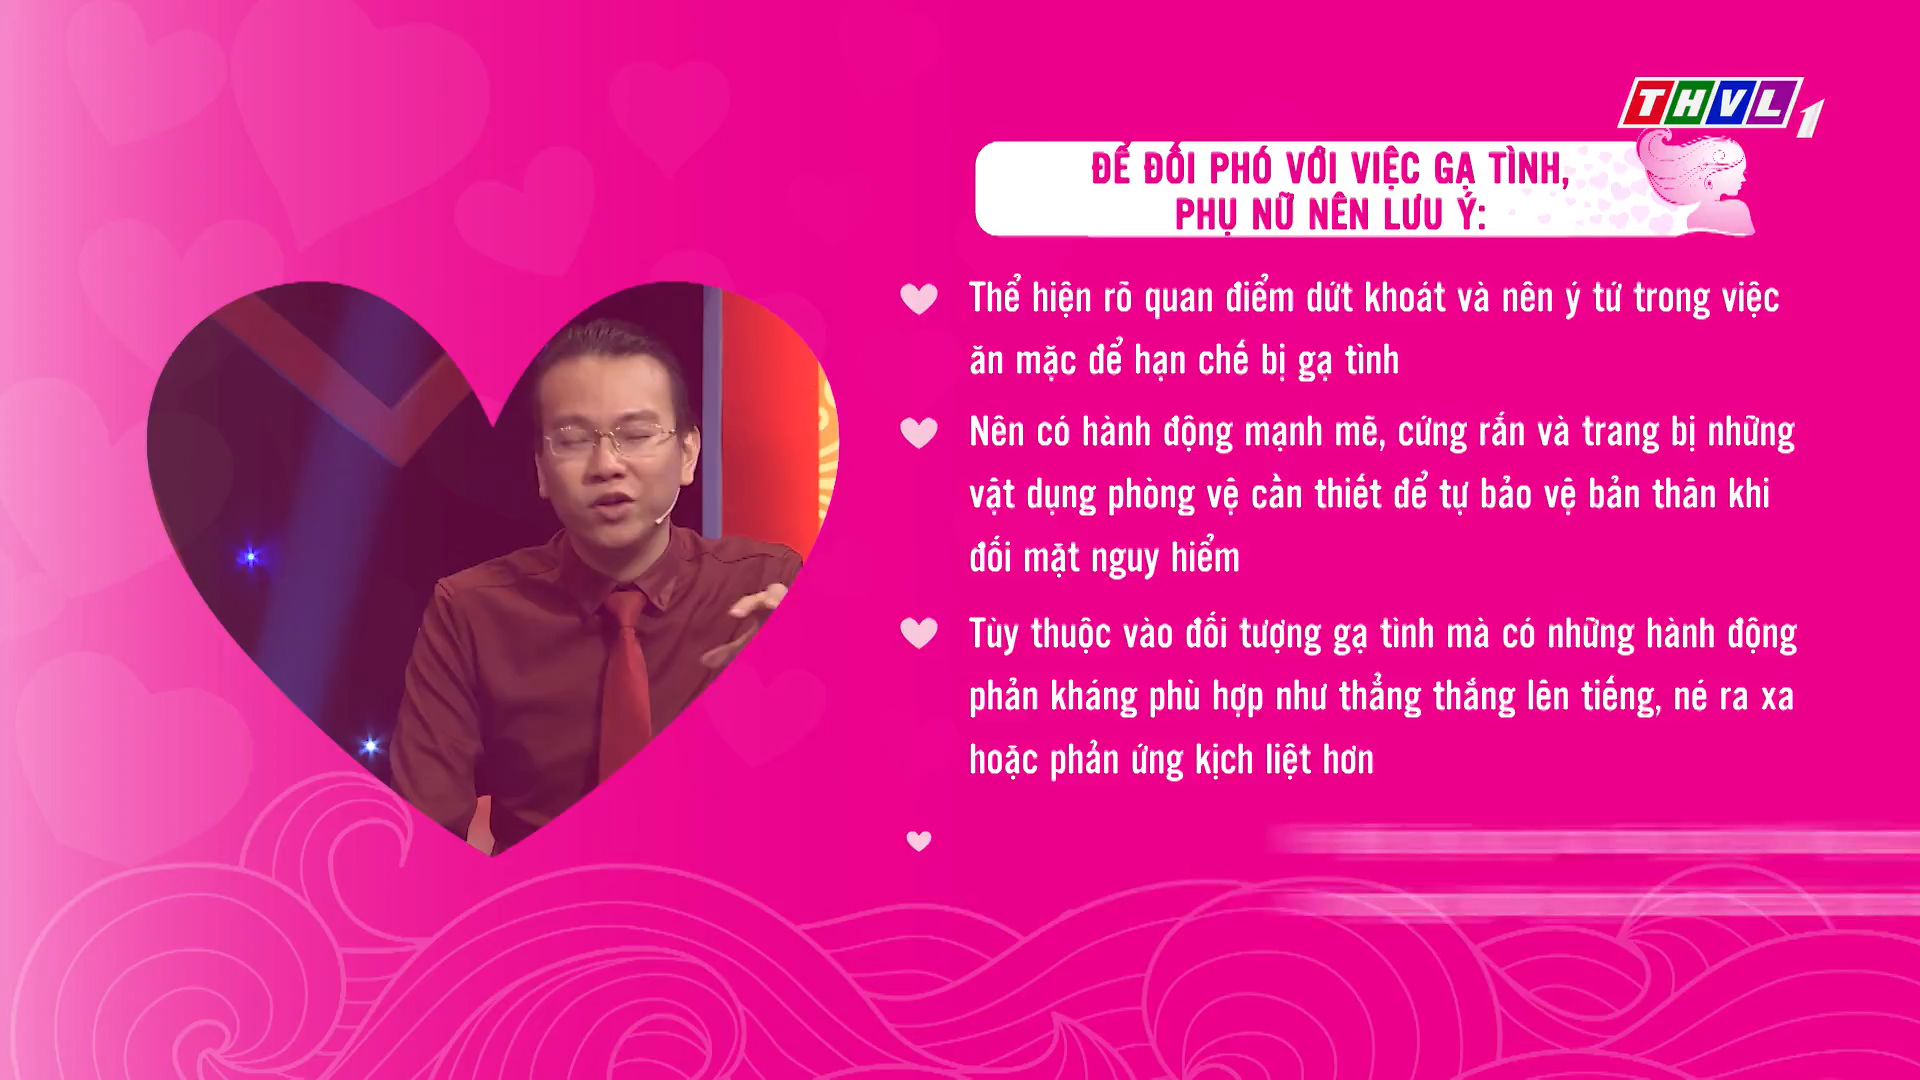 THVL1
ĐỂ ĐỐI PHÓ VỚI VIỆC GẠ TÌNH,
PHỤ NỮ NÊN LƯU Ý:
Thể hiện rõ quan điểm dứt khoát và nên ý tứ trong việc
ăn mặc để hạn chế bị gạ tình
Nên có hành động mạnh mẽ, cứng rắn và trang bị những
vật dụng phòng vệ cần thiết để tự bảo vệ bản thân khi
đối mặt nguy hiểm
Tùy thuộc vào đối tượng gạ tình mà có những hành động
phản kháng phù hợp như thẳng thắng lên tiếng, né ra xa
hoặc phản ứng kịch liệt hơn